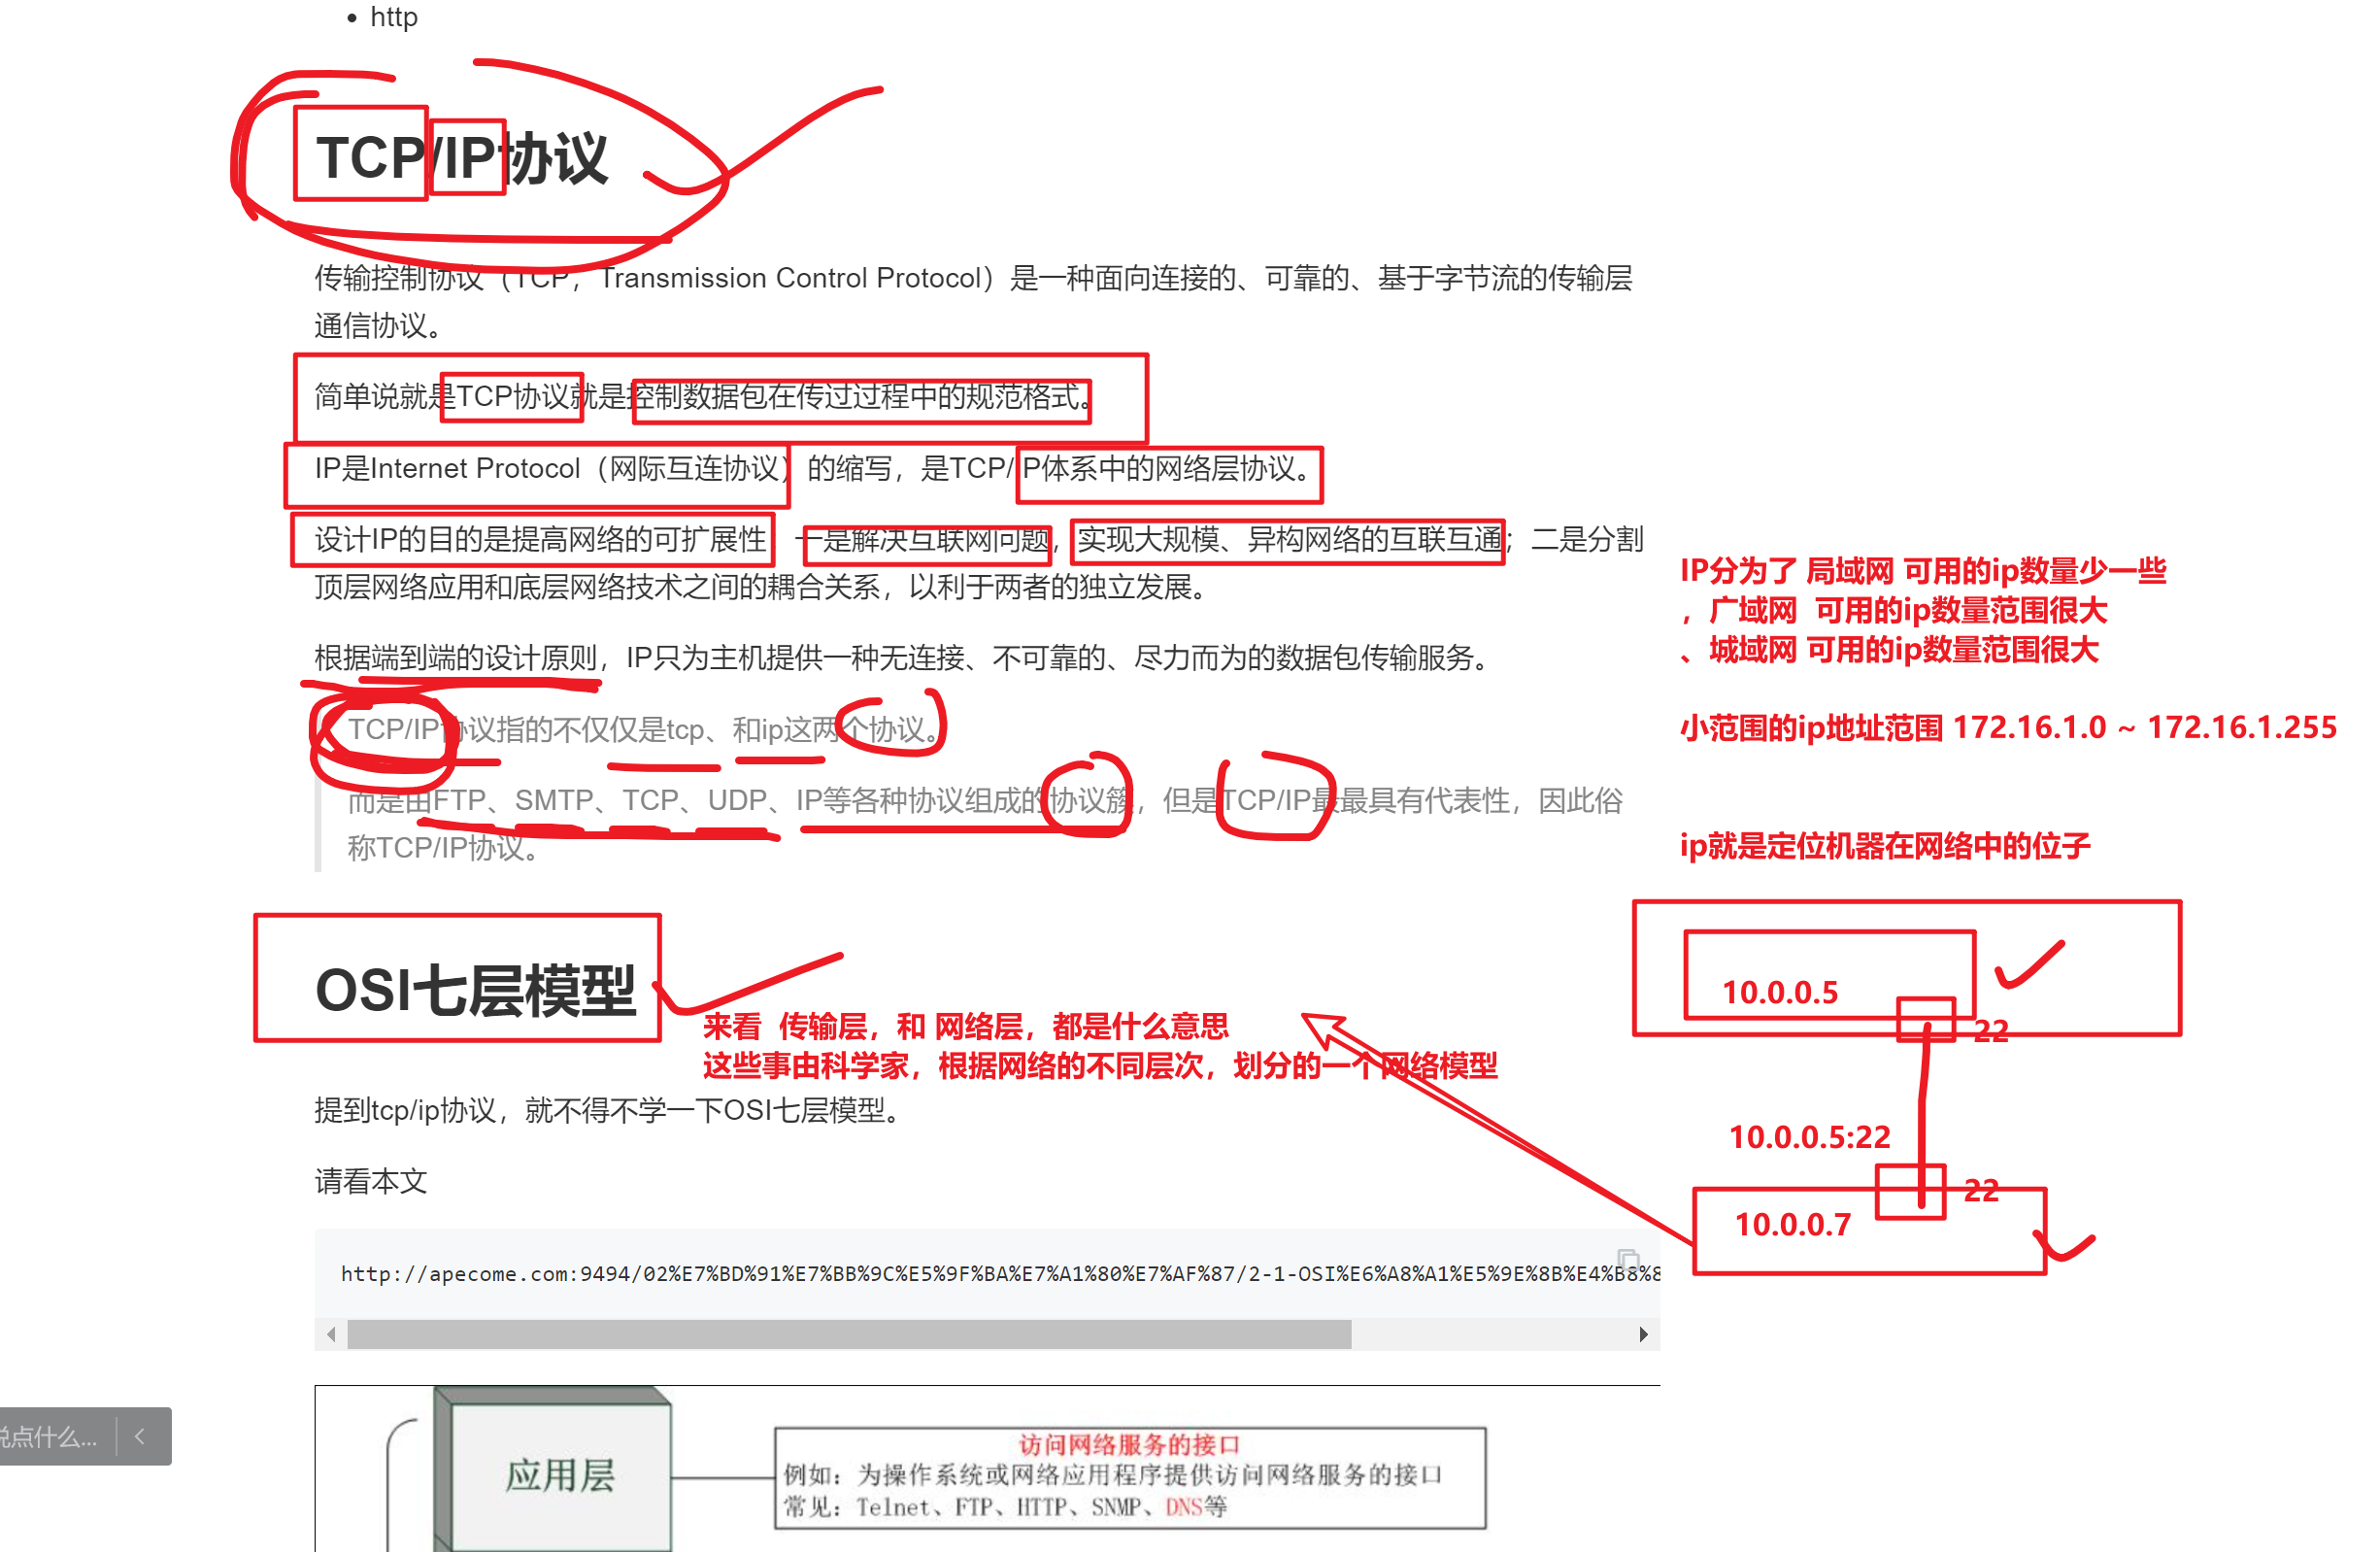 http
TCP/IP协议
传输控制协议（TCP，Transmission Control Protocol）是一种面向连接的、可靠的、基于字节流的传输层
通信协议。
简单说就是TCP协议就是控制数据包在传过过程中的规范格式。
IP是Internet Protocol（网际互连协议）的缩写，是TCP/IP体系中的网络层协议。
设计IP的目的是提高网络的可扩展性 一是解决互联网问题，实现大规模、异构网络的互联互通；二是分割
顶层网络应用和底层网络技术之间的耦合关系，以利于两者的独立发展。
根据端到端的设计原则，IP只为主机提供一种无连接、不可靠的、尽力而为的数据包传输服务。
TCP/IP协议指的不仅仅是tcp、和ip这两个协议。
而是由FTP、SMTP、TCP、UDP、IP等各种协议组成的协议簇，但是TCP/IP最最具有代表性，因此俗
称TCP/IP协议。
IP分为了 局域网 可用的ip数量少一些
，广域网 可用的ip数量范围很大
、城域网 可用的ip数量范围很大
小范围的ip地址范围 172.16.1.0 ~ 172.16.1.255
ip就是定位机器在网络中的位子
10.0.0.5
22
10.0.0.5:22
22
10.0.0.7
OSI七层模型
来看 传输层，和 网络层，都是什么意思
这些事由科学家，根据网络的不同层次，划分的一个网络模型
提到tcp/ip协议，就不得不学一下OSI七层模型。
请看本文
http://apecome.com:9494/02%E7%BD%91%E7%BB%9C%E5%9F%BA%E7%A1%80%E7%AF%87/2-1-OSI%E6%A8%A1%E5%9E%8B%E4%B8%8
说点什么...
应用层
访问网络服务的接口
例如：为操作系统或网络应用程序提供访问网络服务的接口
常见：Telnet、FTP、HTTP、SNMP、DNS等